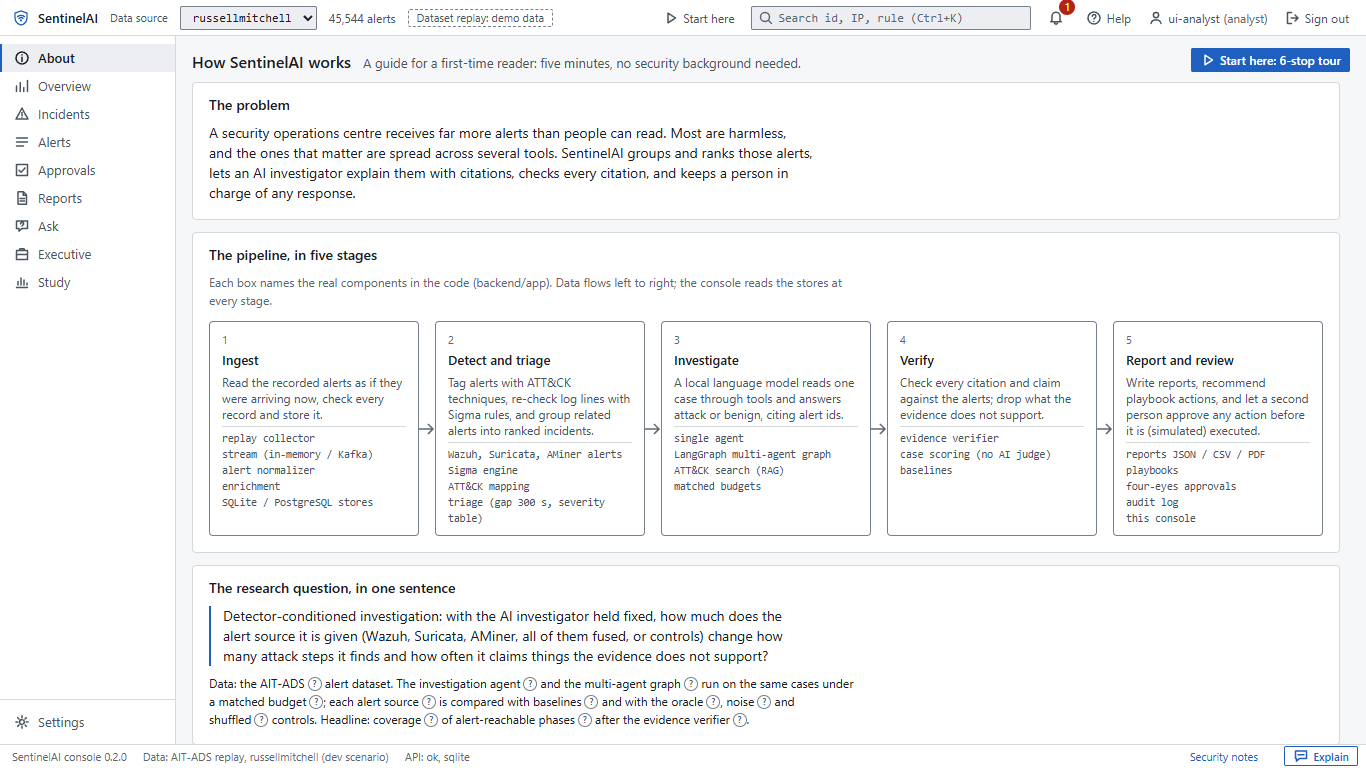 SentinelAI Data source russellmitchell 45,544 alerts Dataset replay: demo data Start here Search id, IP, rule (Ctrl+K) 1 Help ui-analyst (analyst) Sign out
About
Overview
Incidents
Alerts
Approvals
Reports
Ask
Executive
Study
Settings
How SentinelAI works A guide for a first-time reader: five minutes, no security background needed. Start here: 6-stop tour
The problem
A security operations centre receives far more alerts than people can read. Most are harmless,
and the ones that matter are spread across several tools. SentinelAI groups and ranks those alerts,
lets an AI investigator explain them with citations, checks every citation, and keeps a person in
charge of any response.
The pipeline, in five stages
Each box names the real components in the code (backend/app). Data flows left to right; the console reads the stores at
every stage.
1
Ingest
Read the recorded alerts as if they
were arriving now, check every
record and store it.
replay collector
stream (in-memory / Kafka)
alert normalizer
enrichment
SQLite / PostgreSQL stores
2
Detect and triage
Tag alerts with ATT&CK
techniques, re-check log lines with
Sigma rules, and group related
alerts into ranked incidents.
Wazuh, Suricata, AMiner alerts
Sigma engine
ATT&CK mapping
triage (gap 300 s, severity
table)
3
Investigate
A local language model reads one
case through tools and answers
attack or benign, citing alert ids.
single agent
LangGraph multi-agent graph
ATT&CK search (RAG)
matched budgets
4
Verify
Check every citation and claim
against the alerts; drop what the
evidence does not support.
evidence verifier
case scoring (no AI judge)
baselines
5
Report and review
Write reports, recommend
playbook actions, and let a second
person approve any action before
it is (simulated) executed.
reports JSON / CSV / PDF
playbooks
four-eyes approvals
audit log
this console
The research question, in one sentence
Detector-conditioned investigation: with the AI investigator held fixed, how much does the
alert source it is given (Wazuh, Suricata, AMiner, all of them fused, or controls) change how
many attack steps it finds and how often it claims things the evidence does not support?
Data: the AIT-ADS ? alert dataset. The investigation agent ? and the multi-agent graph ? run on the same cases under
a matched budget ?; each alert source ? is compared with baselines ? and with the oracle ?, noise ? and
shuffled ? controls. Headline: coverage ? of alert-reachable phases ? after the evidence verifier ?.
SentinelAI console 0.2.0 Data: AIT-ADS replay, russellmitchell (dev scenario) API: ok, sqlite Security notes Explain